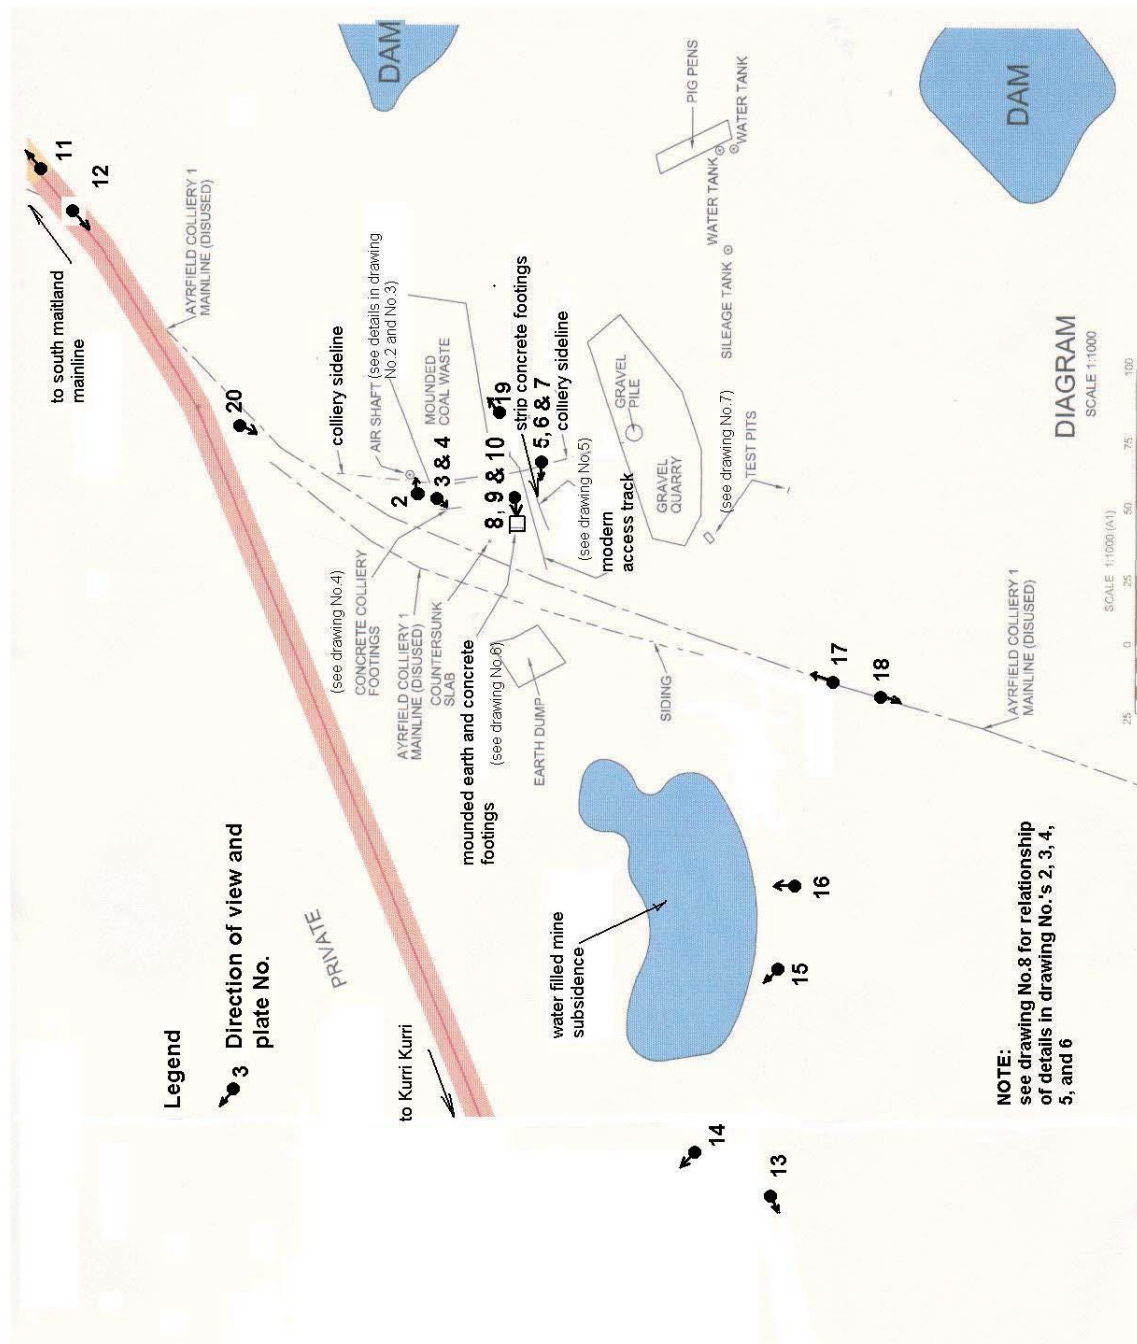 to south maitland
mainline
11
12
DAM
AYRFIELD COLLIERY 1
MAINLINE (DISUSED)
20
colliery sideline
AIR SHAFT (see details in drawing
No.2 and No.3)
MOUNDED
COAL WASTE
2
3 & 4
8, 9 & 10
19
strip concrete footings
5, 6 & 7
colliery sideline
(see drawing No.5)
modern
access track
GRAVEL
PILE
GRAVEL
QUARRY
PIG PENS
WATER TANK
WATER TANK
SILEAGE TANK
(see drawing No.7)
TEST PITS
DAM
(see drawing No.4)
CONCRETE COLLIERY
FOOTINGS
AYRFIELD COLLIERY 1
MAINLINE (DISUSED)
COUNTERSUNK
SLAB
mounded earth and concrete
footings
(see drawing No.6)
EARTH DUMP
SIDING
17
18
AYRFIELD COLLIERY 1
MAINLINE (DISUSED)
DIAGRAM
SCALE 1:1000
SCALE 1:1000 (A1)
25
0
25
50
75
100
Legend
3 Direction of view and
plate No.
PRIVATE
to Kurri Kurri
water filled mine
subsidence
16
15
14
13
NOTE:
see drawing No.8 for relationship
of details in drawing No.'s 2, 3, 4,
5, and 6